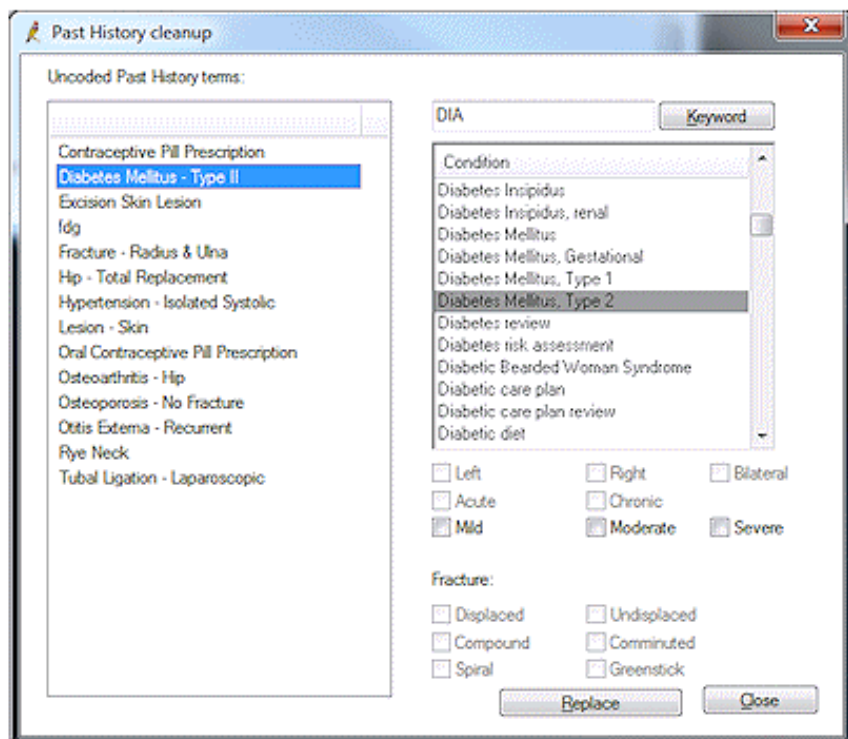 Past History cleanup
Uncoded Past History terms:
Contraceptive Pill Prescription
Diabetes Mellitus - Type II
Excision Skin Lesion
fdg
Fracture - Radius & Ulna
Hip - Total Replacement
Hypertension - Isolated Systolic
Lesion - Skin
Oral Contraceptive Pill Prescription
Osteoarthritis - Hip
Osteoporosis - No Fracture
Otitis Externa - Recurrent
Rye Neck
Tubal Ligation - Laparoscopic
DIA Keyword
Condition
Diabetes Insipidus
Diabetes Insipidus, renal
Diabetes Mellitus
Diabetes Mellitus, Gestational
Diabetes Mellitus, Type 1
Diabetes Mellitus, Type 2
Diabetes review
Diabetes risk assessment
Diabetic Bearded Woman Syndrome
Diabetic care plan
Diabetic care plan review
Diabetic diet
Left Right Bilateral
Acute Chronic
Mild Moderate Severe
Fracture:
Displaced Undisplaced
Compound Comminuted
Spiral Greenstick
Replace Close